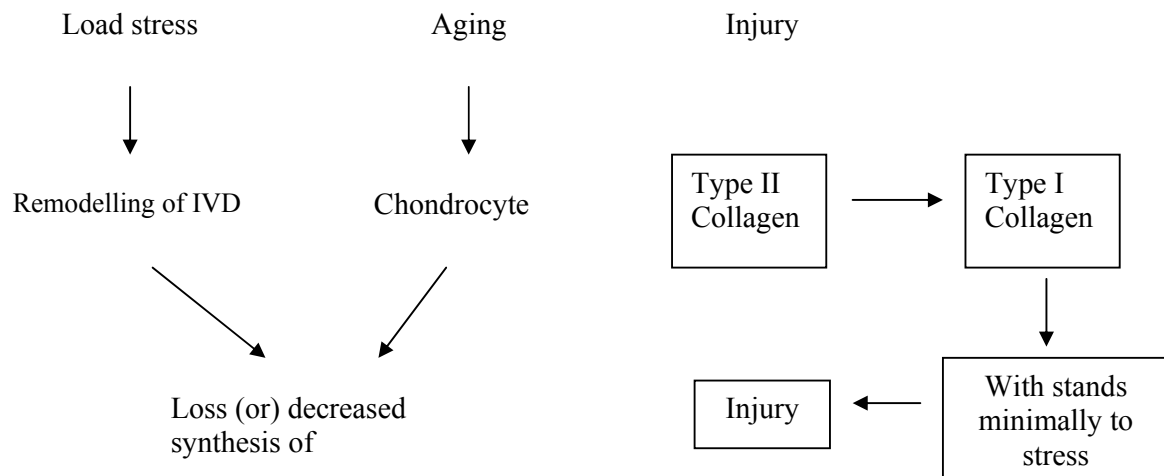 Load stress
Aging
Injury
Remodelling of IVD
Chondrocyte
Type II
Collagen
Type I
Collagen
Loss (or) decreased
synthesis of
Injury
With stands
minimally to
stress